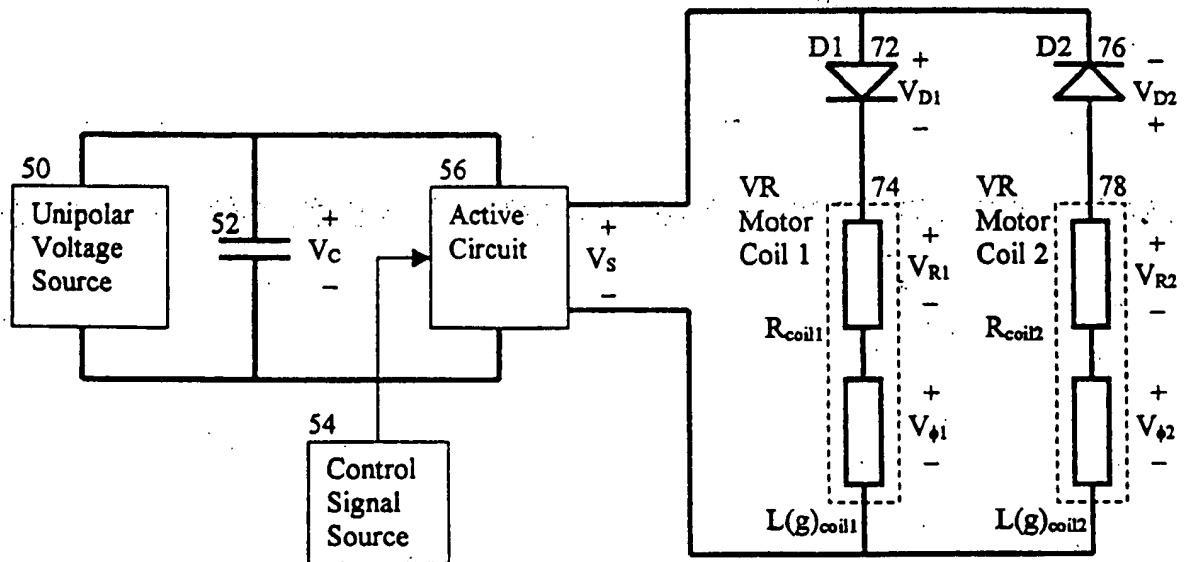 D1 72
+
V_D1
−
D2 76
−
V_D2
+
50
Unipolar
Voltage
Source
52
+
V_C
−
56
Active
Circuit
+
V_S
−
VR
Motor
Coil 1
74
+
V_R1
−
R_coil1
+
V_ϕ1
−
L(g)_coil1
VR
Motor
Coil 2
78
+
V_R2
−
R_coil2
+
V_ϕ2
−
L(g)_coil2
54
Control
Signal
Source